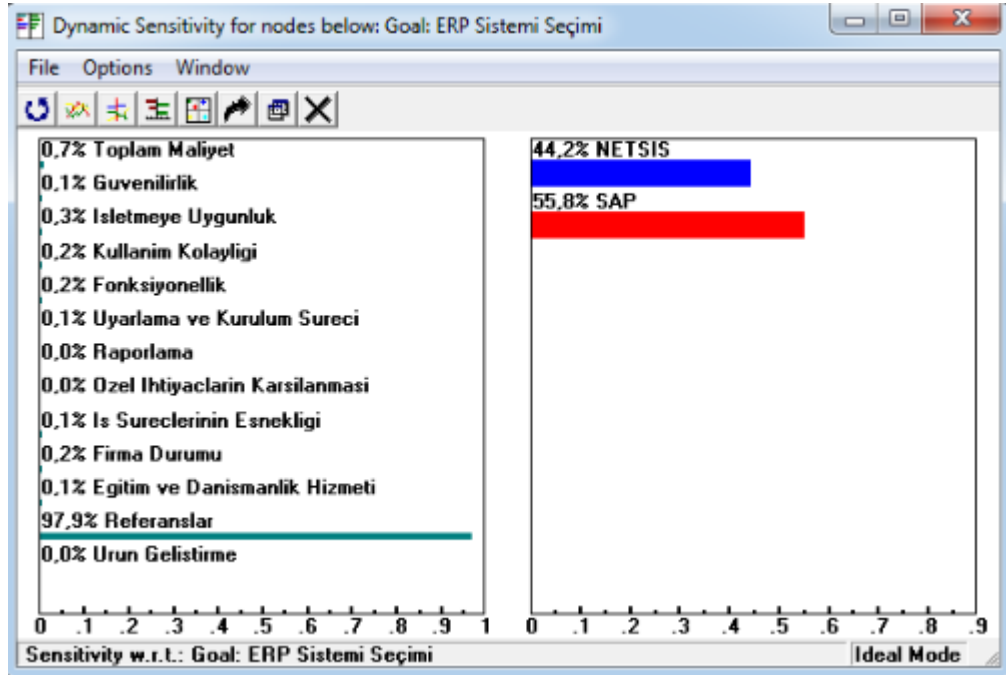 Dynamic Sensitivity for nodes below: Goal: ERP Sistemi Seçimi
File Options Window
0,7% Toplam Maliyet
0,1% Guvenilirlik
0,3% Isletmeye Uygunluk
0,2% Kullanim Kolayligi
0,2% Fonksiyonellik
0,1% Uyarlama ve Kurulum Sureci
0,0% Raporlama
0,0% Ozel Ihtiyaclarin Karsilanmasi
0,1% Is Sureclerinin Esnekligi
0,2% Firma Durumu
0,1% Egitim ve Danismanlik Hizmeti
97,9% Referanslar
0,0% Urun Gelistirme
0 .1 .2 .3 .4 .5 .6 .7 .8 .9 1
44,2% NETSIS
55,8% SAP
0 .1 .2 .3 .4 .5 .6 .7 .8 .9
Sensitivity w.r.t.: Goal: ERP Sistemi Seçimi
Ideal Mode